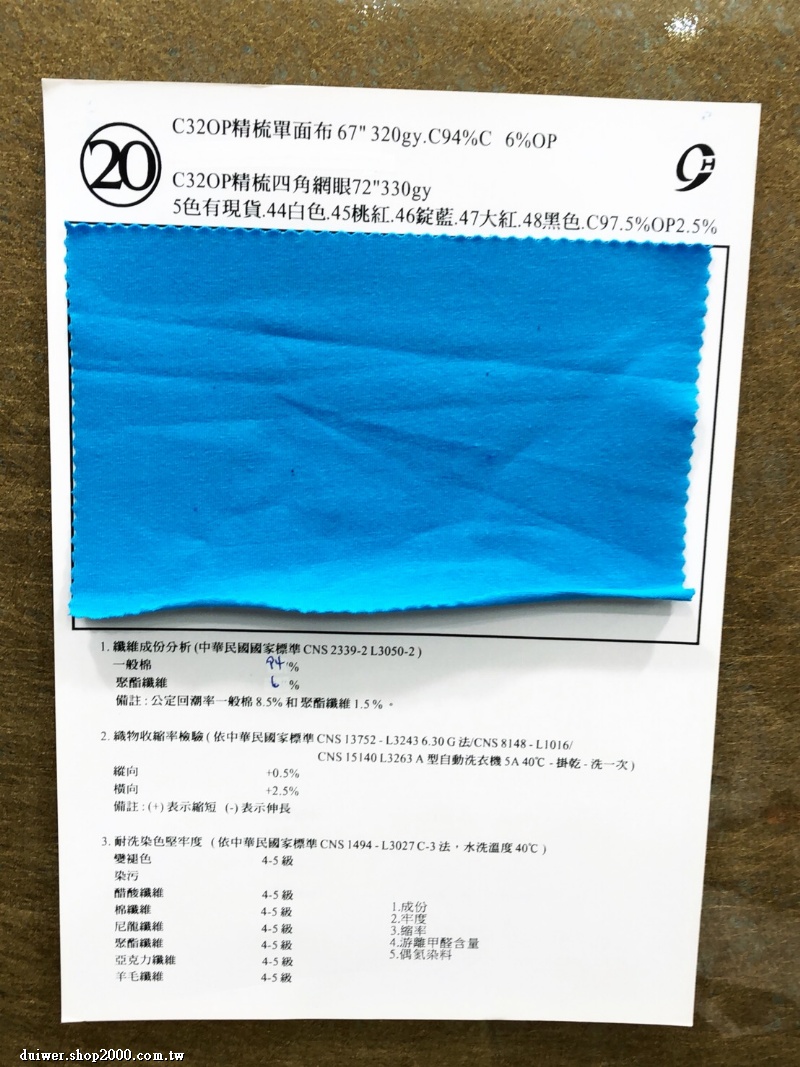 20
C32OP精梳單面布 67" 320gy.C94%C 6%OP
C32OP精梳四角網眼72"330gy
5色有現貨.44白色.45桃紅.46錠藍.47大紅.48黑色.C97.5%OP2.5%
1. 纖維成份分析 (中華民國國家標準 CNS 2339-2 L3050-2 )
一般棉 94 %
聚酯纖維 6 %
備註 : 公定回潮率一般棉 8.5% 和 聚酯纖維 1.5 % 。
2. 織物收縮率檢驗 ( 依中華民國國家標準 CNS 13752 - L3243 6.30 G 法/CNS 8148 - L1016/
CNS 15140 L3263 A 型自動洗衣機 5A 40℃ - 掛乾 - 洗一次 )
縱向 +0.5%
橫向 +2.5%
備註 : (+) 表示縮短 (-) 表示伸長
3. 耐洗染色堅牢度 ( 依中華民國家標準 CNS 1494 - L3027 C-3 法，水洗溫度 40℃ )
變褪色 4-5 級
染污
醋酸纖維 4-5 級
棉纖維 4-5 級
尼龍纖維 4-5 級
聚酯纖維 4-5 級
亞克力纖維 4-5 級
羊毛纖維 4-5 級
1.成份
2.牢度
3.縮率
4.游離甲醛含量
5.偶氮染料
duiwer.shop2000.com.tw